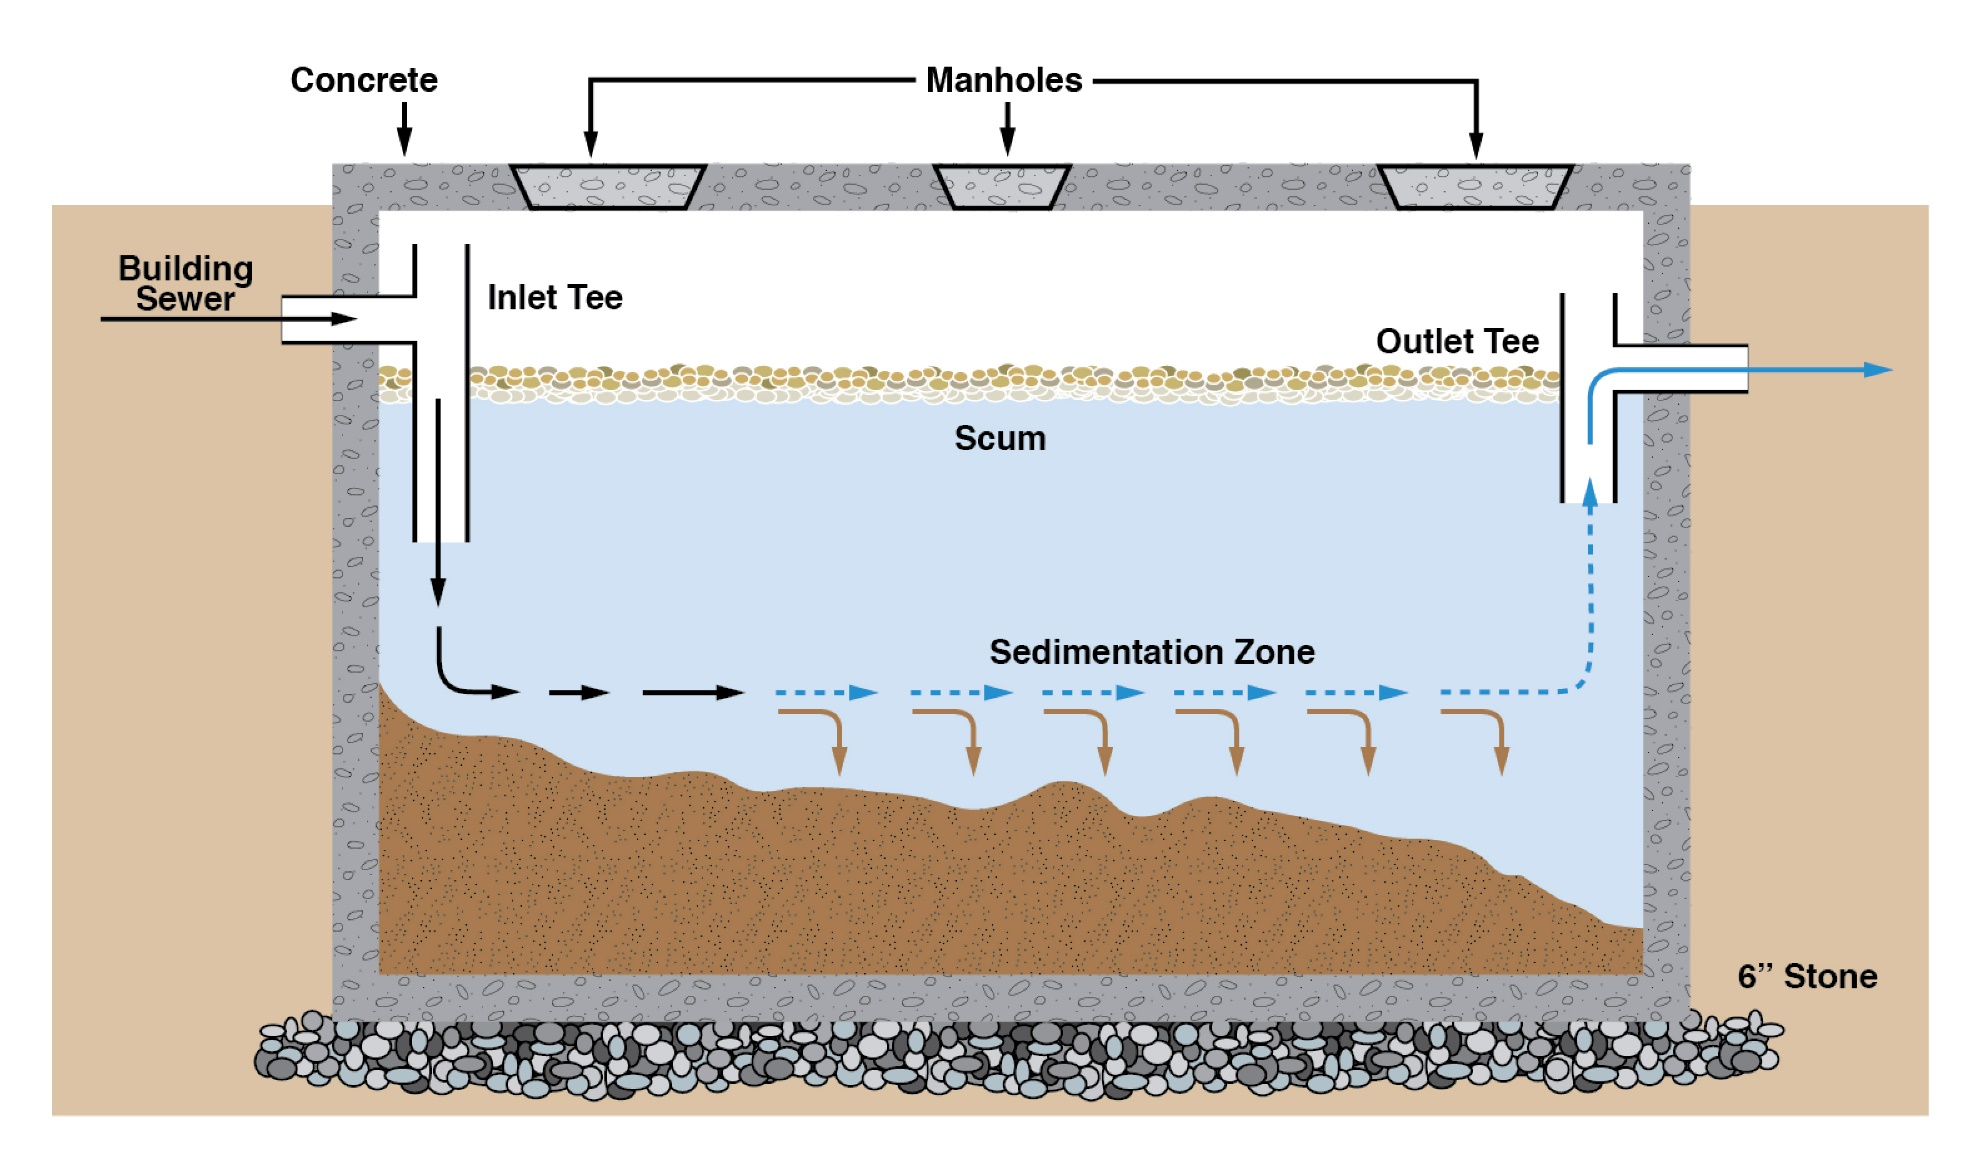 Concrete
Manholes
Building
Sewer
Inlet Tee
Outlet Tee
Scum
Sedimentation Zone
6” Stone